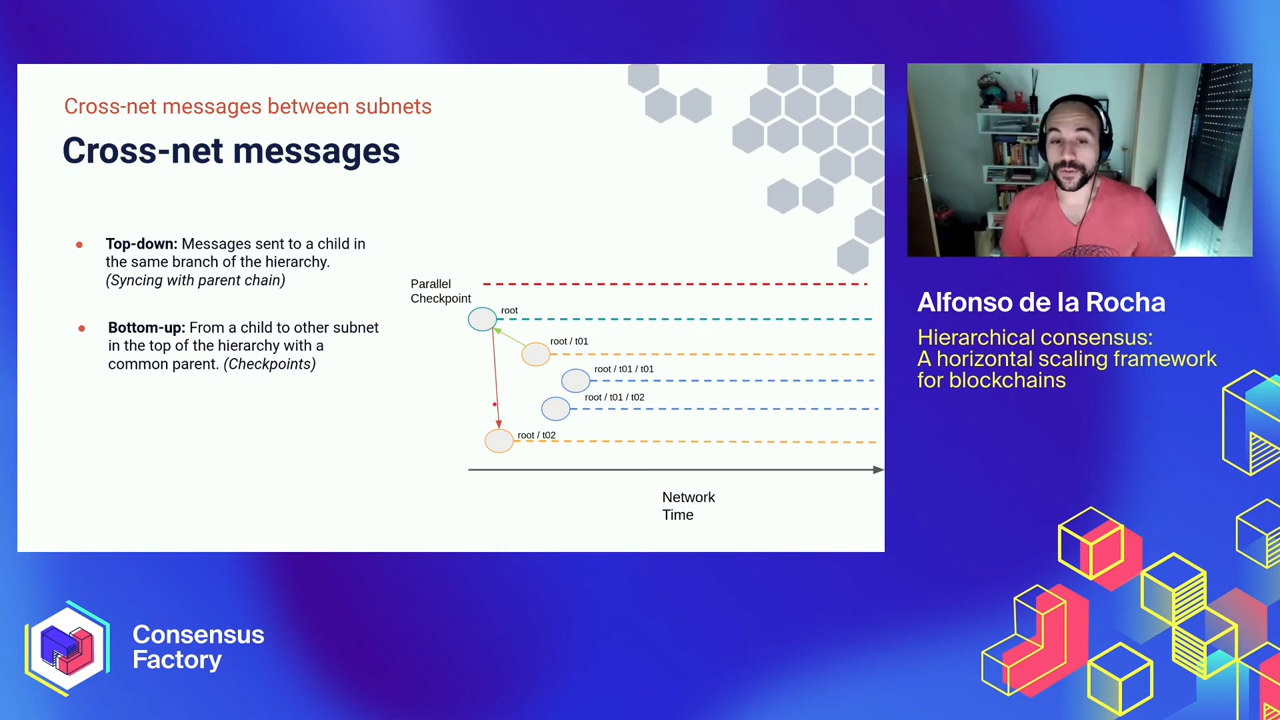 Cross-net messages between subnets
Cross-net messages
Top-down: Messages sent to a child in
the same branch of the hierarchy.
(Syncing with parent chain)
Bottom-up: From a child to other subnet
in the top of the hierarchy with a
common parent. (Checkpoints)
Parallel
Checkpoint
root
root / t01
root / t01 / t01
root / t01 / t02
root / t02
Network
Time
Alfonso de la Rocha
Hierarchical consensus:
A horizontal scaling framework
for blockchains
Consensus
Factory